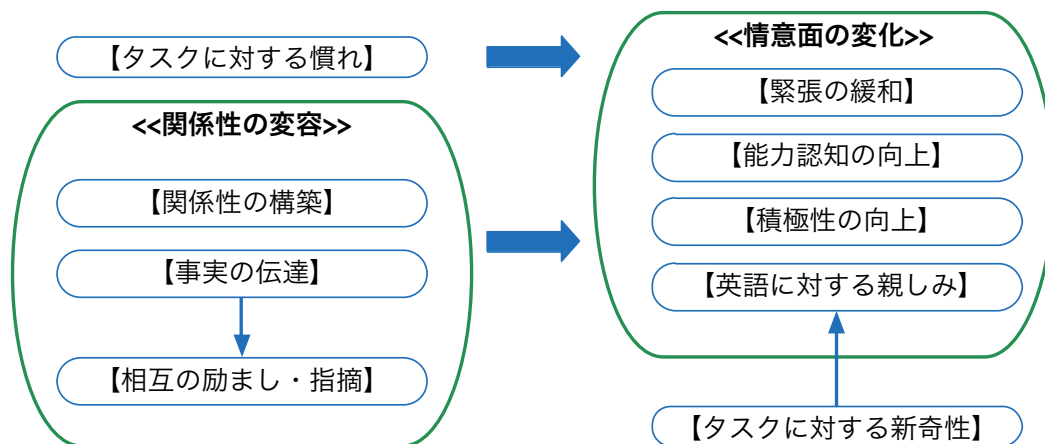 【タスクに対する慣れ】
<<関係性の変容>>
【関係性の構築】
【事実の伝達】
【相互の励まし・指摘】
<<情意面の変化>>
【緊張の緩和】
【能力認知の向上】
【積極性の向上】
【英語に対する親しみ】
【タスクに対する新奇性】